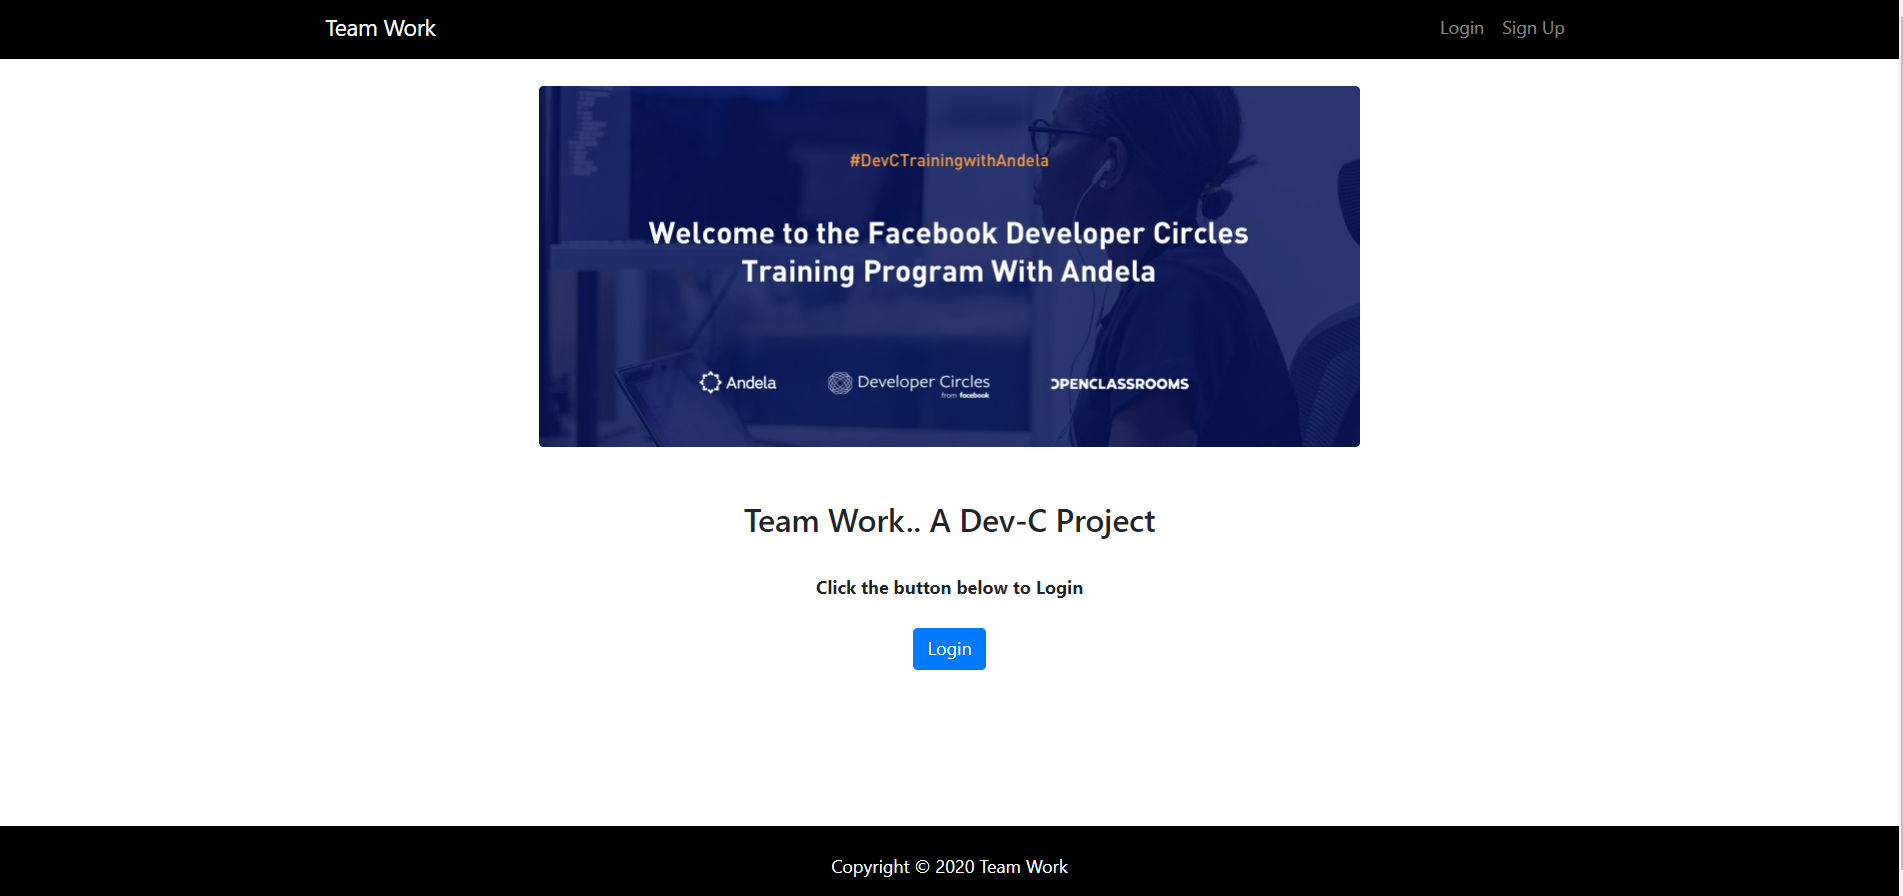 Team Work
Login Sign Up
#DevCTrainingwithAndela
Welcome to the Facebook Developer Circles
Training Program With Andela
Andela
Developer Circles
from facebook
OPENCLASSROOMS
Team Work.. A Dev-C Project
Click the button below to Login
Login
Copyright © 2020 Team Work